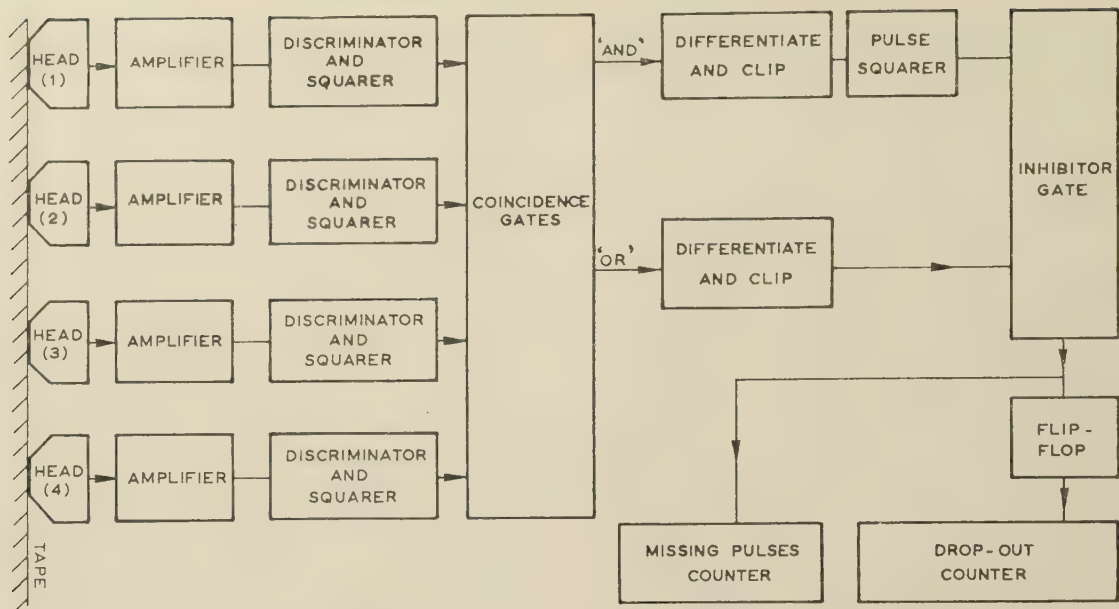 HEAD
(1)
AMPLIFIER
DISCRIMINATOR
AND
SQUARER
HEAD
(2)
AMPLIFIER
DISCRIMINATOR
AND
SQUARER
HEAD
(3)
AMPLIFIER
DISCRIMINATOR
AND
SQUARER
HEAD
(4)
AMPLIFIER
DISCRIMINATOR
AND
SQUARER
TAPE
COINCIDENCE
GATES
'AND'
DIFFERENTIATE
AND CLIP
PULSE
SQUARER
'OR'
DIFFERENTIATE
AND CLIP
INHIBITOR
GATE
FLIP-
FLOP
MISSING PULSES
COUNTER
DROP-OUT
COUNTER